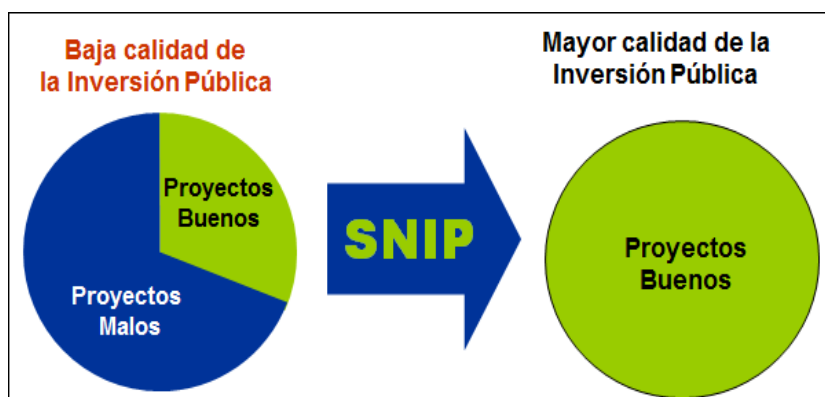 Baja calidad de
la Inversión Pública
Proyectos
Buenos
Proyectos
Malos
SNIP
Mayor calidad de la
Inversión Pública
Proyectos
Buenos